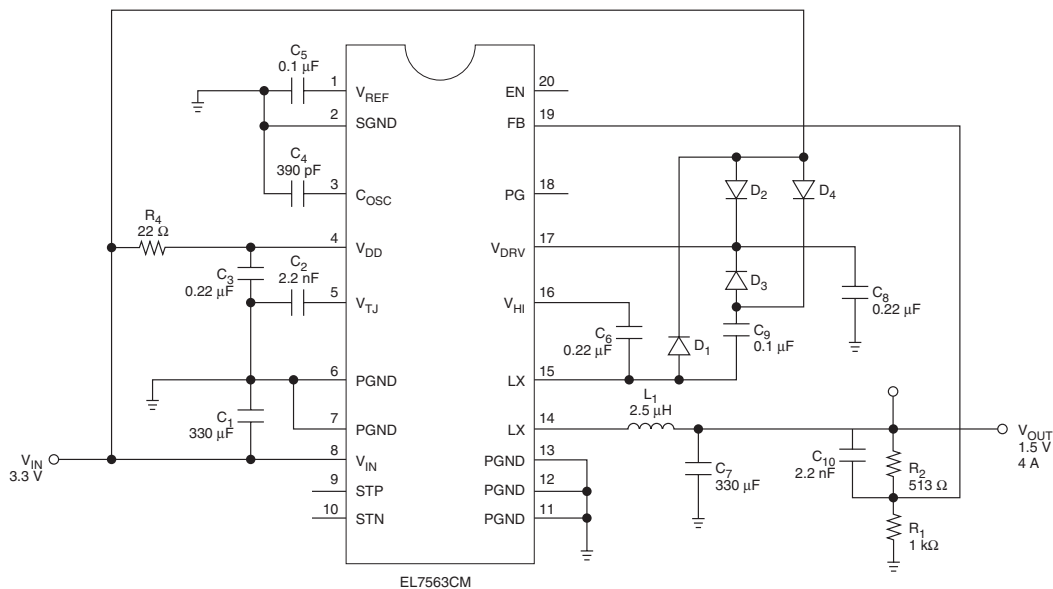 C5
0.1 μF
1
VREF
2
SGND
C4
390 pF
3
COSC
R4
22 Ω
4
VDD
C3
0.22 μF
C2
2.2 nF
5
VTJ
6
PGND
C1
330 μF
7
PGND
VIN
3.3 V
8
VIN
9
STP
10
STN
EN
20
FB
19
PG
18
VDRV
17
VHI
16
LX
15
LX
14
PGND
13
PGND
12
PGND
11
D2
D4
D3
D1
C6
0.22 μF
C9
0.1 μF
C8
0.22 μF
L1
2.5 μH
C7
330 μF
C10
2.2 nF
R2
513 Ω
R1
1 kΩ
VOUT
1.5 V
4 A
EL7563CM